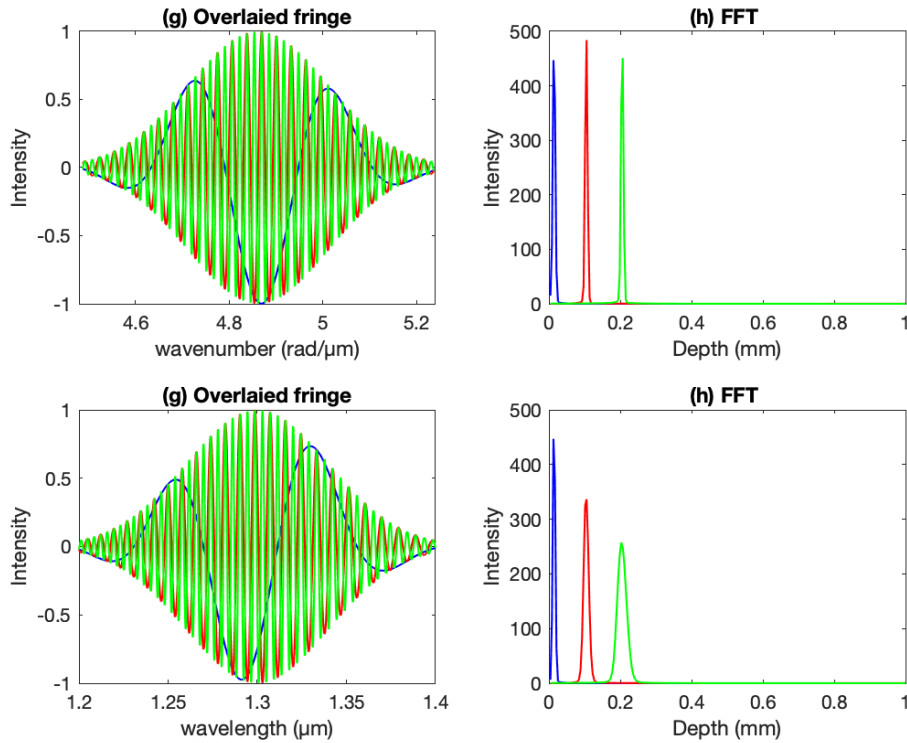 (g) Overlaied fringe
1
0.5
0
-0.5
-1
Intensity
4.6 4.8 5 5.2
wavenumber (rad/µm)
(h) FFT
500
400
300
200
100
0
Intensity
0 0.2 0.4 0.6 0.8 1
Depth (mm)
(g) Overlaied fringe
1
0.5
0
-0.5
-1
Intensity
1.2 1.25 1.3 1.35 1.4
wavelength (µm)
(h) FFT
500
400
300
200
100
0
Intensity
0 0.2 0.4 0.6 0.8 1
Depth (mm)